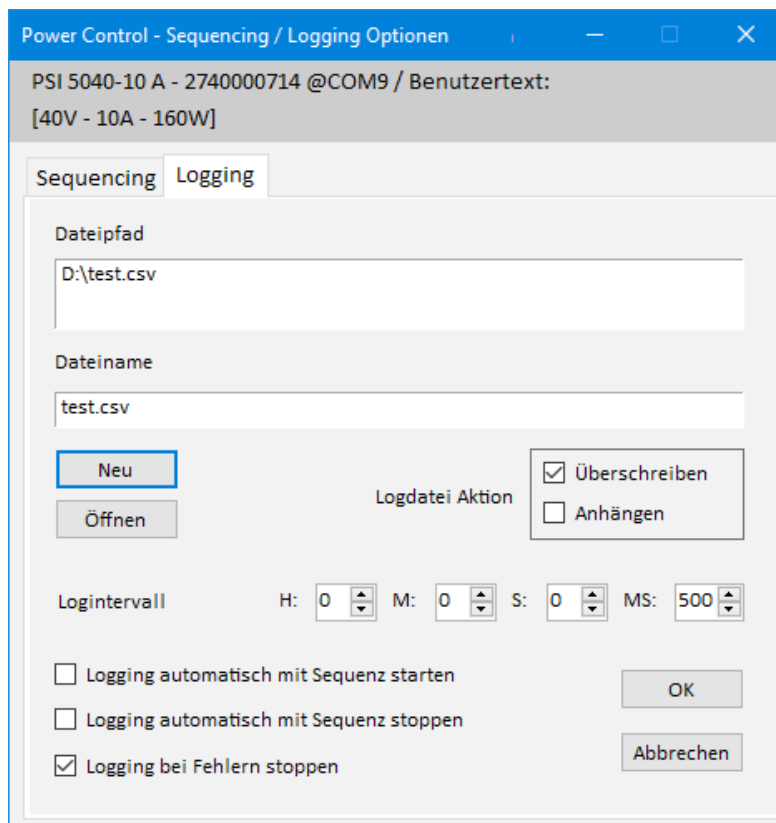 Power Control - Sequencing / Logging Optionen
PSI 5040-10 A - 2740000714 @COM9 / Benutzertext:
[40V - 10A - 160W]
Sequencing Logging
Dateipfad
D:\test.csv
Dateiname
test.csv
Neu
Öffnen
Logdatei Aktion
Überschreiben
Anhängen
Logintervall H: 0 M: 0 S: 0 MS: 500
Logging automatisch mit Sequenz starten
Logging automatisch mit Sequenz stoppen
Logging bei Fehlern stoppen
OK
Abbrechen